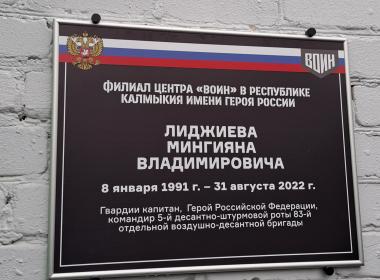 ВОИН
ФИЛИАЛ ЦЕНТРА «ВОИН» В РЕСПУБЛИКЕ
КАЛМЫКИЯ ИМЕНИ ГЕРОЯ РОССИИ
ЛИДЖИЕВА
МИНГИЯНА
ВЛАДИМИРОВИЧА
8 января 1991 г. – 31 августа 2022 г.
Гвардии капитан, Герой Российской Федерации,
командир 5-й десантно-штурмовой роты 83-й
отдельной воздушно-десантной бригады